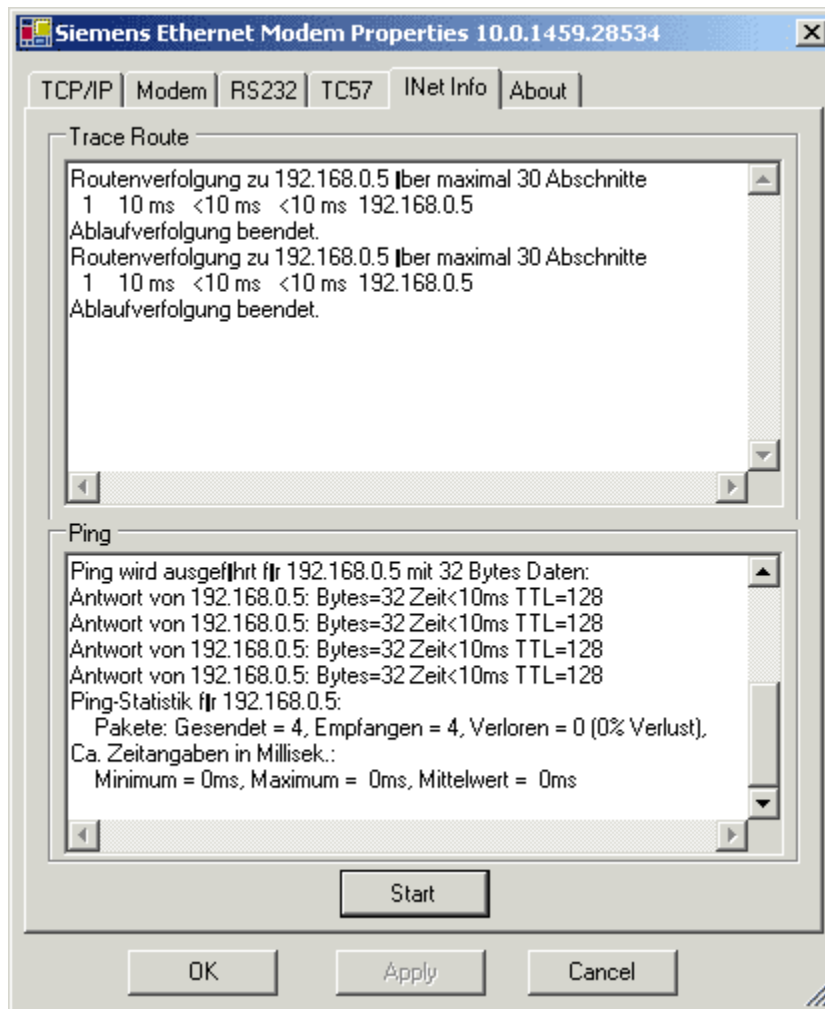 Siemens Ethernet Modem Properties 10.0.1459.28534
TCP/IP Modem RS232 TC57 INet Info About
Trace Route
Routenverfolgung zu 192.168.0.5 ‖ber maximal 30 Abschnitte
1 10 ms <10 ms <10 ms 192.168.0.5
Ablaufverfolgung beendet.
Routenverfolgung zu 192.168.0.5 ‖ber maximal 30 Abschnitte
1 10 ms <10 ms <10 ms 192.168.0.5
Ablaufverfolgung beendet.
Ping
Ping wird ausgef‖hrt f‖r 192.168.0.5 mit 32 Bytes Daten:
Antwort von 192.168.0.5: Bytes=32 Zeit<10ms TTL=128
Antwort von 192.168.0.5: Bytes=32 Zeit<10ms TTL=128
Antwort von 192.168.0.5: Bytes=32 Zeit<10ms TTL=128
Antwort von 192.168.0.5: Bytes=32 Zeit<10ms TTL=128
Ping-Statistik f‖r 192.168.0.5:
Pakete: Gesendet = 4, Empfangen = 4, Verloren = 0 (0% Verlust),
Ca. Zeitangaben in Millisek.:
Minimum = 0ms, Maximum = 0ms, Mittelwert = 0ms
Start
OK Apply Cancel